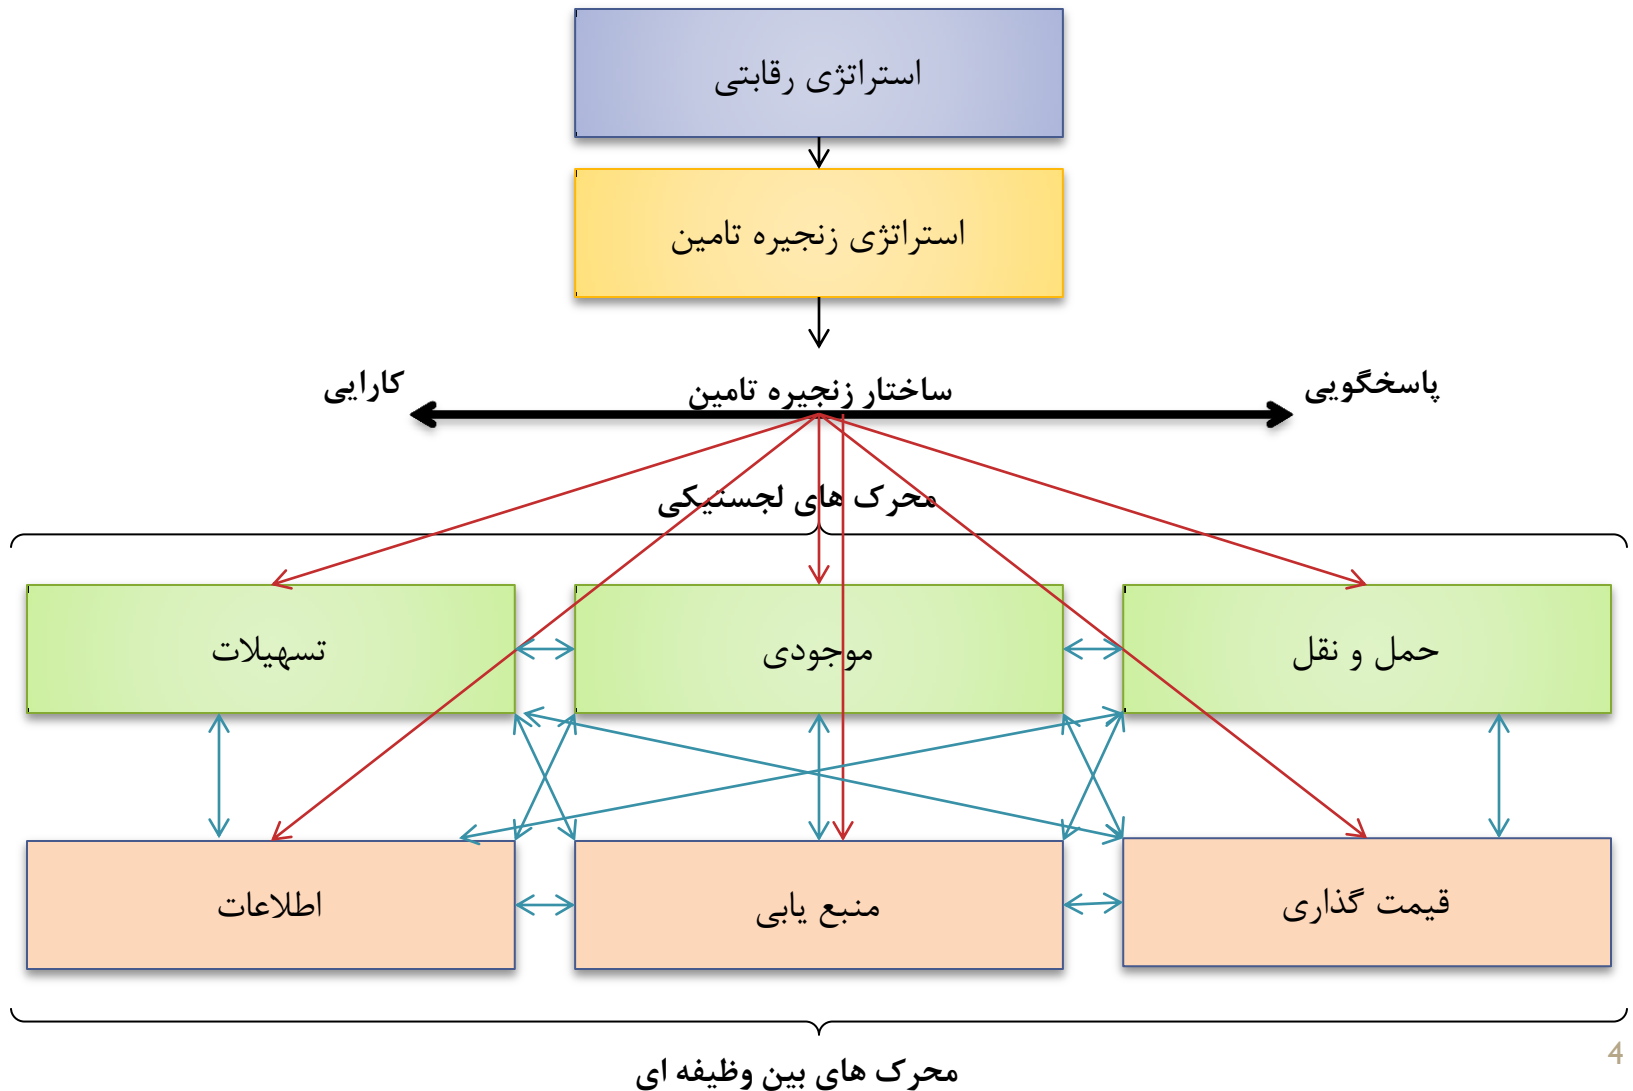 استراتژی رقابتی
استراتژی زنجیره تامین
پاسخگویی
ساختار زنجیره تامین
کارایی
محرک های لجستیکی
حمل و نقل
موجودی
تسهیلات
قیمت گذاری
منبع یابی
اطلاعات
محرک های بین وظیفه ای
4